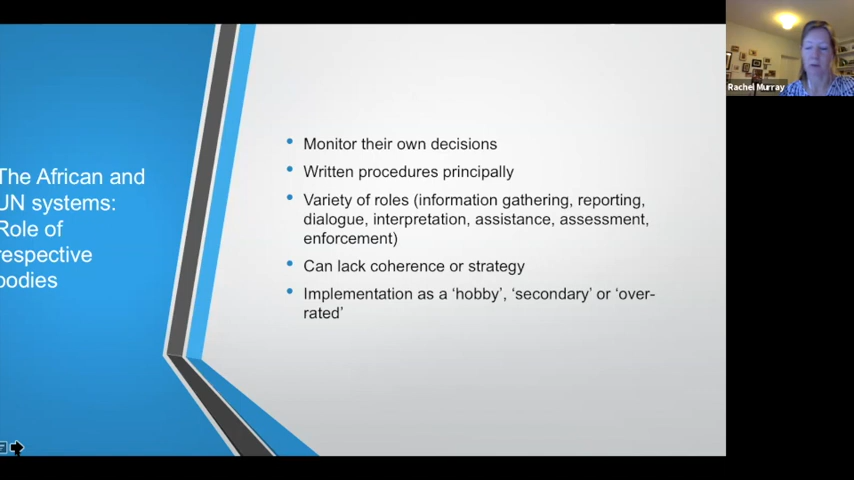 The African and
UN systems:
Role of
respective
bodies
Monitor their own decisions
Written procedures principally
Variety of roles (information gathering, reporting,
dialogue, interpretation, assistance, assessment,
enforcement)
Can lack coherence or strategy
Implementation as a ‘hobby’, ‘secondary’ or ‘over-
rated’
Rachel Murray